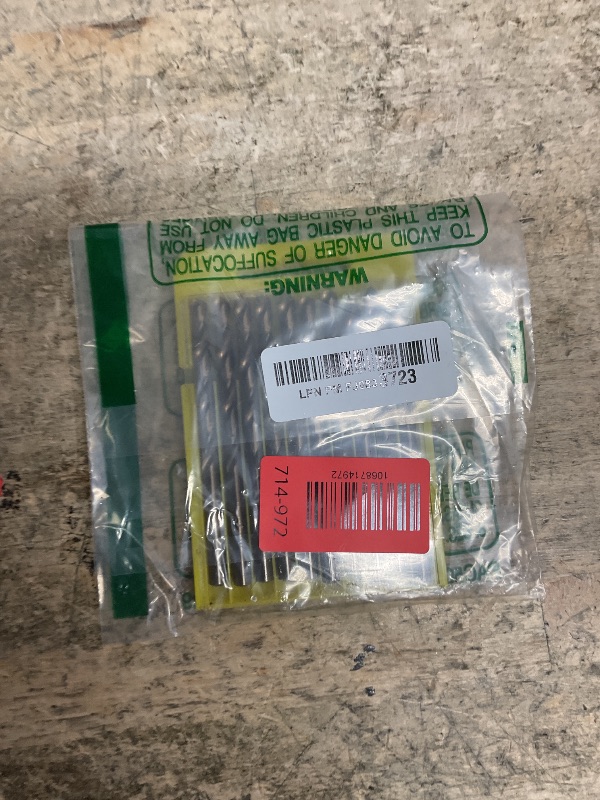 WARNING:
TO AVOID DANGER OF SUFFOCATION,
KEEP THIS PLASTIC BAG AWAY FROM
AND CHILDREN. DO NOT USE
LPN
3723
714-972
1068714972